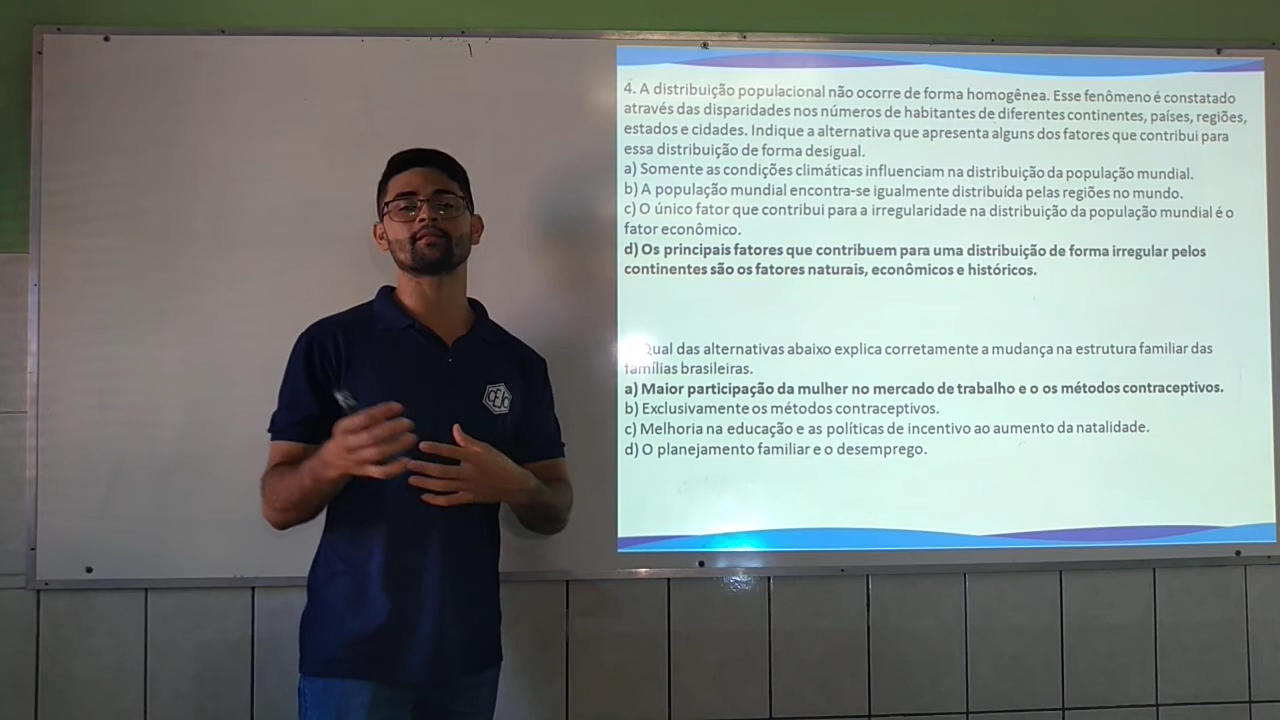 4. A distribuição populacional não ocorre de forma homogênea. Esse fenômeno é constatado
através das disparidades nos números de habitantes de diferentes continentes, países, regiões,
estados e cidades. Indique a alternativa que apresenta alguns dos fatores que contribui para
essa distribuição de forma desigual.
a) Somente as condições climáticas influenciam na distribuição da população mundial.
b) A população mundial encontra-se igualmente distribuída pelas regiões no mundo.
c) O único fator que contribui para a irregularidade na distribuição da população mundial é o
fator econômico.
d) Os principais fatores que contribuem para uma distribuição de forma irregular pelos
continentes são os fatores naturais, econômicos e históricos.
Qual das alternativas abaixo explica corretamente a mudança na estrutura familiar das
famílias brasileiras.
a) Maior participação da mulher no mercado de trabalho e o os métodos contraceptivos.
b) Exclusivamente os métodos contraceptivos.
c) Melhoria na educação e as políticas de incentivo ao aumento da natalidade.
d) O planejamento familiar e o desemprego.